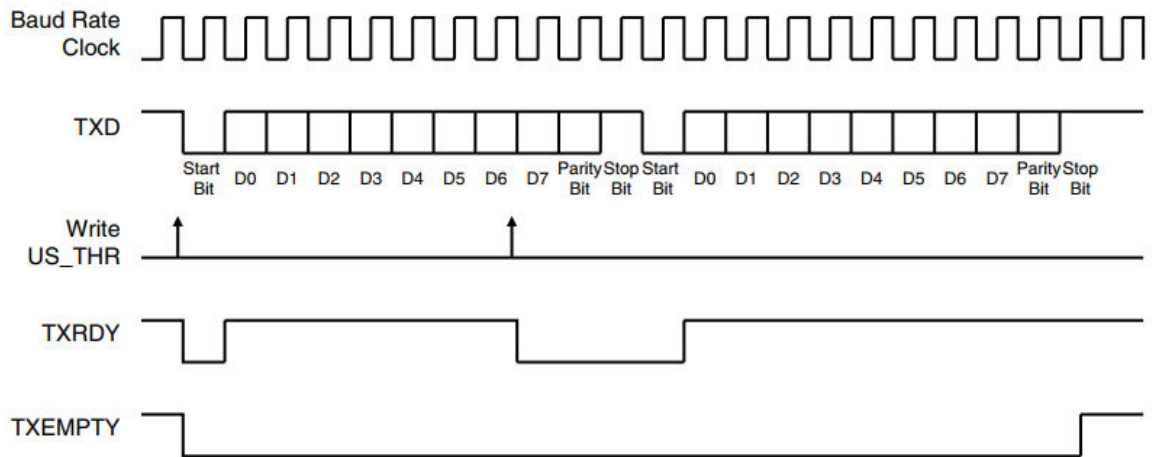 Baud Rate
Clock
TXD
Start
Bit D0 D1 D2 D3 D4 D5 D6 D7 Parity
Bit Stop
Bit Start
Bit D0 D1 D2 D3 D4 D5 D6 D7 Parity
Bit Stop
Bit
Write
US_THR
TXRDY
TXEMPTY